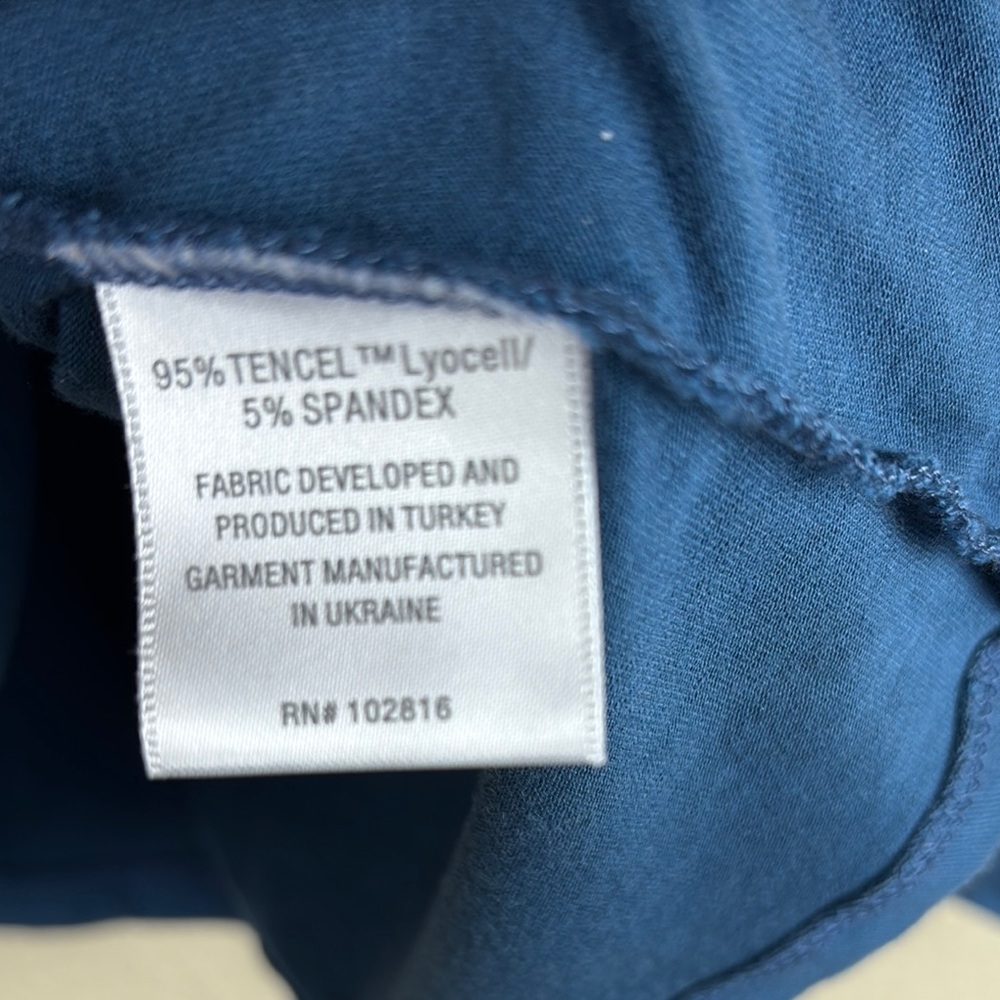 95% TENCEL™ Lyocell/
5% SPANDEX
FABRIC DEVELOPED AND
PRODUCED IN TURKEY
GARMENT MANUFACTURED
IN UKRAINE
RN# 102816